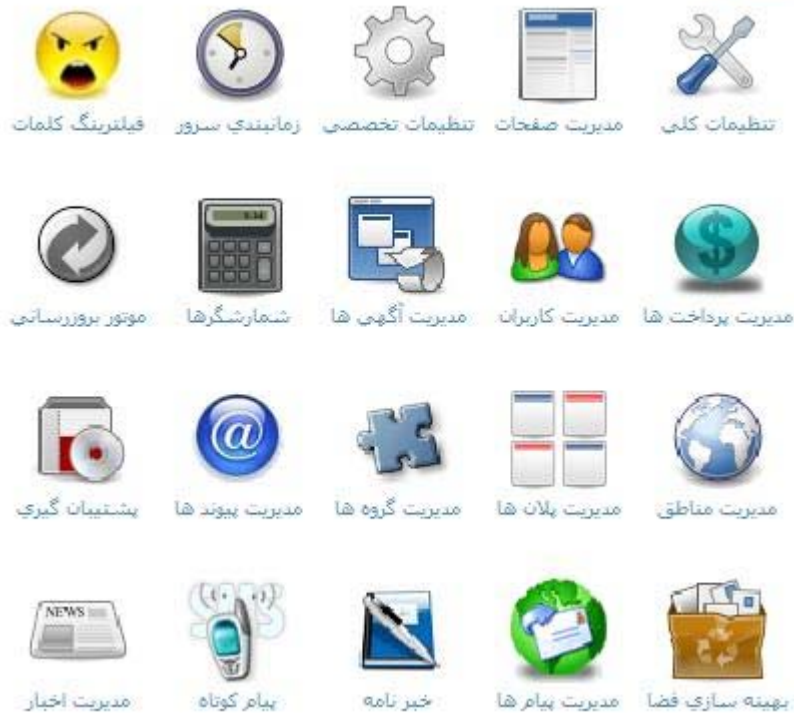 تنظیمات کلی
مدیریت صفحات
تنظیمات تخصصی
زمانبندي سرور
فیلترینگ کلمات
مدیریت پرداخت ها
مدیریت کاربران
مدیریت آگهی ها
شمارشگرها
موتور بروزرسانی
مدیریت مناطق
مدیریت پلان ها
مدیریت گروه ها
مدیریت پیوند ها
پشتیبان گیري
بهینه سازي فضا
مدیریت پیام ها
خبر نامه
SMS
پیام کوتاه
NEWS
مدیریت اخبار